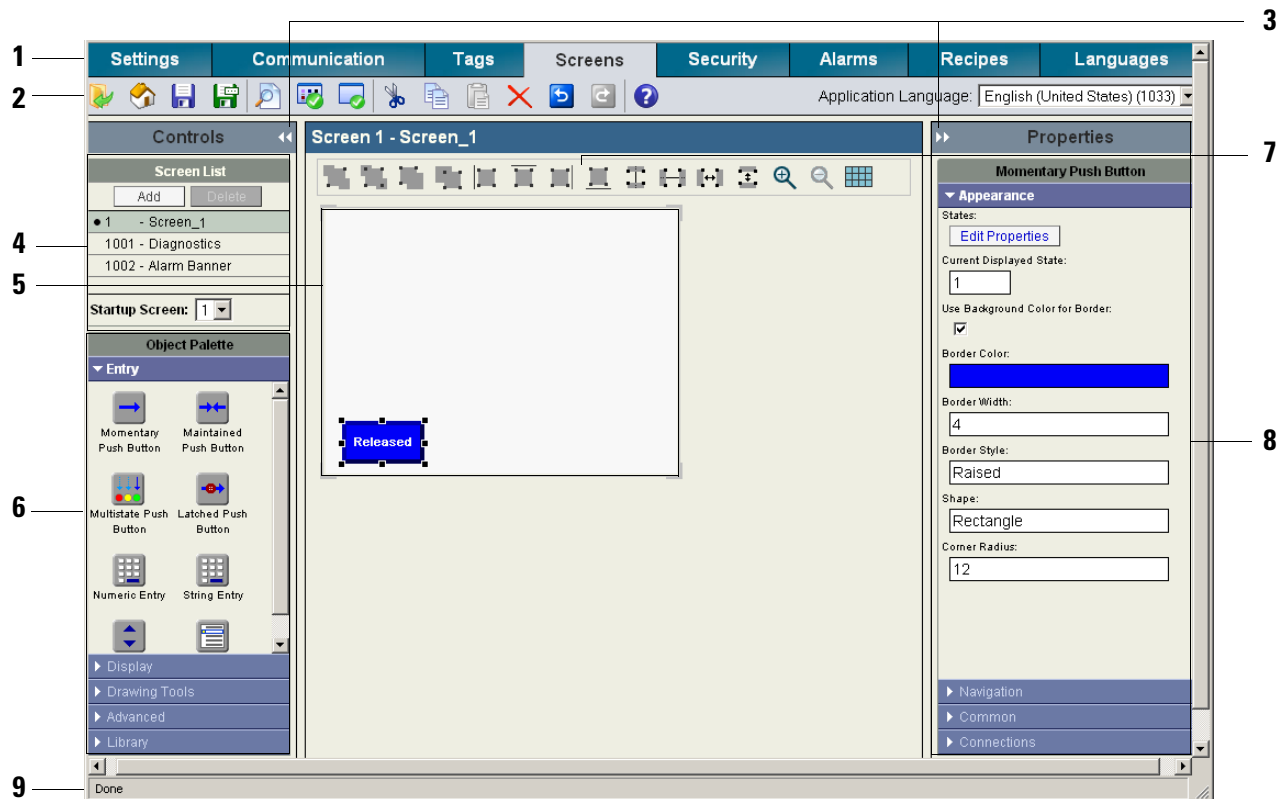 3
1
Settings Communication Tags Screens Security Alarms Recipes Languages
2
Application Language: English (United States) (1033)
Controls
Screen 1 - Screen_1
Properties
7
Screen List
Momentary Push Button
Add Delete
Appearance
1 - Screen_1
States:
4
1001 - Diagnostics
Edit Properties
1002 - Alarm Banner
Current Displayed State:
5
1
Startup Screen: 1
Use Background Color for Border:
Object Palette
Border Color:
Entry
Border Width:
4
Momentary Push Button
Maintained Push Button
Released
8
Border Style:
Raised
6
Multistate Push Button
Latched Push Button
Shape:
Rectangle
Corner Radius:
12
Numeric Entry
String Entry
Display
Drawing Tools
Advanced
Library
Navigation
Common
Connections
9
Done